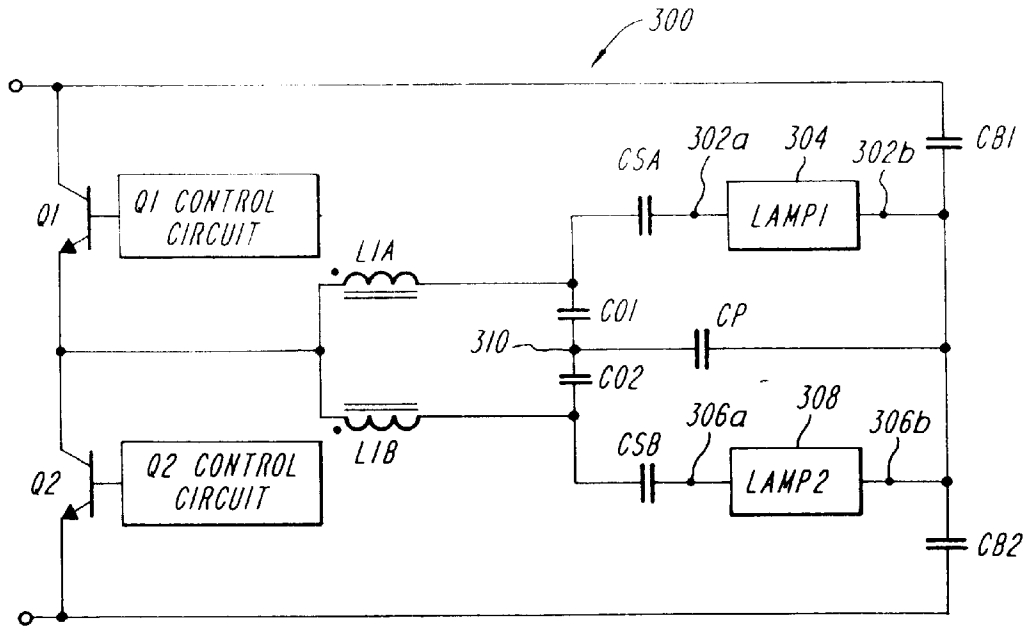 300
CB1
302a
304
302b
CSA
Q1
Q1 CONTROL
CIRCUIT
LAMP1
L1A
C01
CP
310
C02
306a
308
306b
L1B
CSB
Q2
Q2 CONTROL
CIRCUIT
LAMP2
CB2